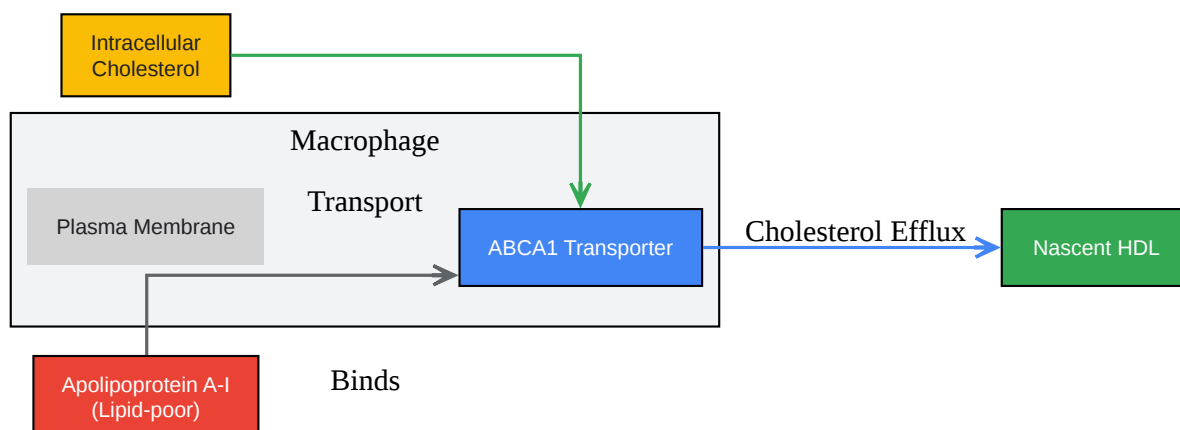 Intracellular
Cholesterol
Macrophage
Transport
Plasma Membrane
ABCA1 Transporter
Cholesterol Efflux
Nascent HDL
Apolipoprotein A-I
(Lipid-poor)
Binds